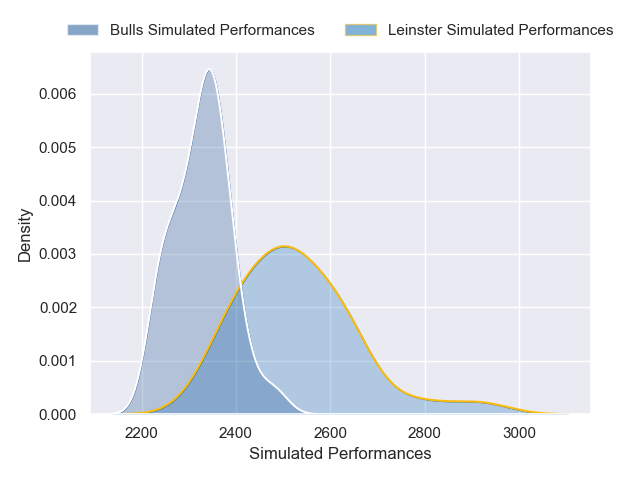 Bulls Simulated Performances
Leinster Simulated Performances
0.006
0.005
0.004
0.003
0.002
0.001
0.000
Density
2200 2400 2600 2800 3000
Simulated Performances